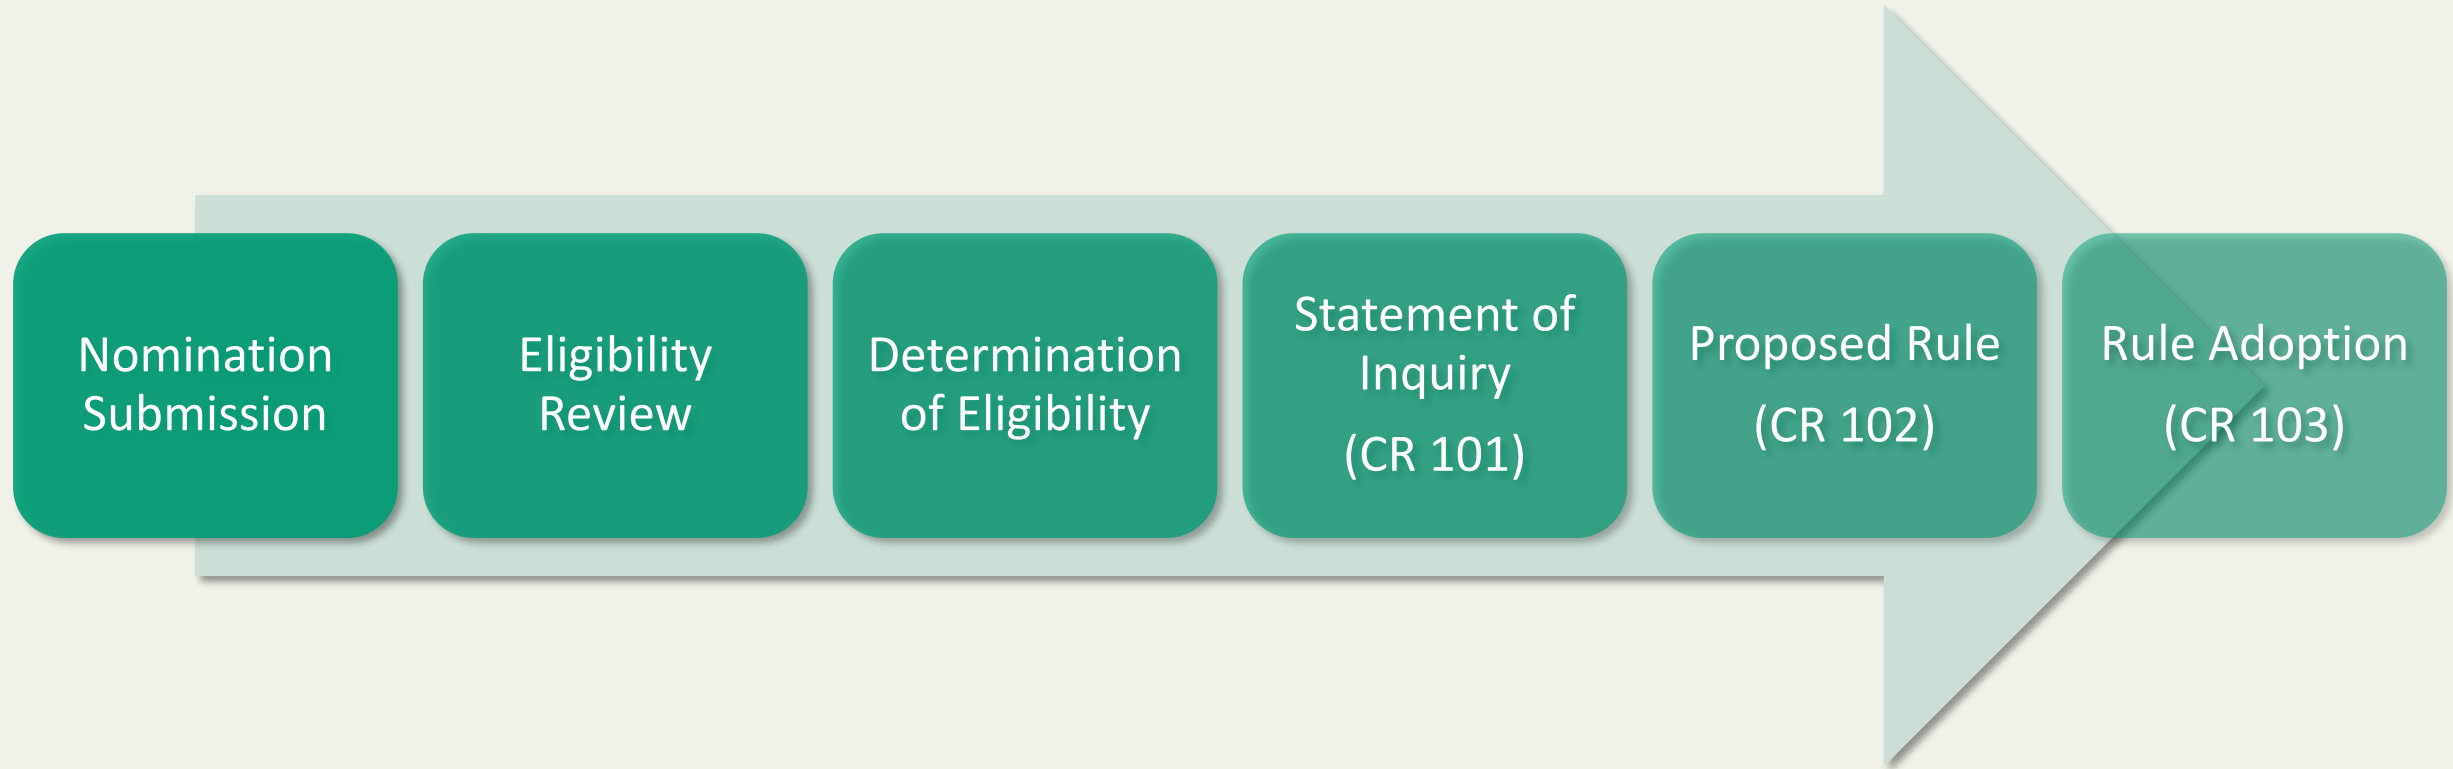 Nomination
Submission
Eligibility
Review
Determination
of Eligibility
Statement of
Inquiry
(CR 101)
Proposed Rule
(CR 102)
Rule Adoption
(CR 103)